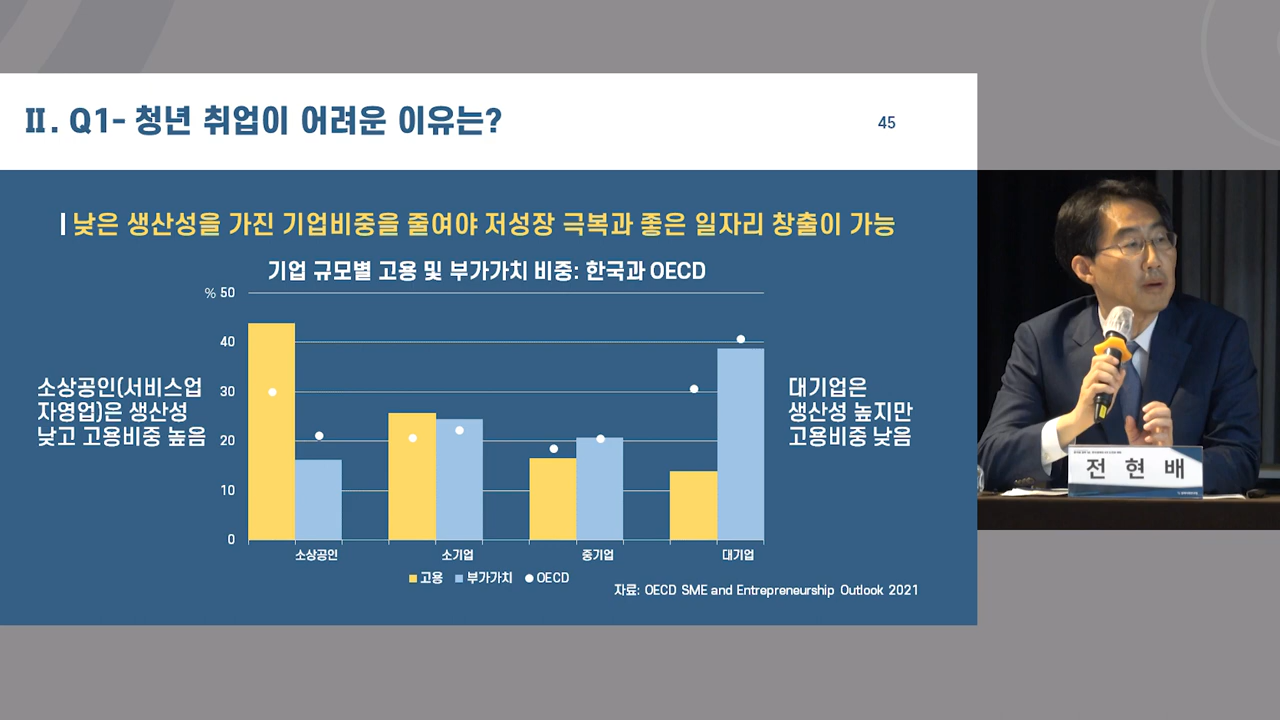 Ⅱ. Q1- 청년 취업이 어려운 이유는?
45
낮은 생산성을 가진 기업비중을 줄여야 저성장 극복과 좋은 일자리 창출이 가능
기업 규모별 고용 및 부가가치 비중: 한국과 OECD
% 50
40
30
20
10
0
소상공인(서비스업
자영업)은 생산성
낮고 고용비중 높음
대기업은
생산성 높지만
고용비중 낮음
소상공인 소기업 중기업 대기업
고용 부가가치 OECD
자료: OECD SME and Entrepreneurship Outlook 2021
전 현 배